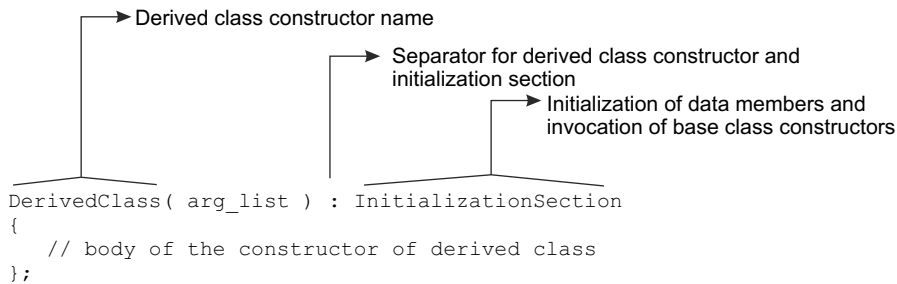 Derived class constructor name
Separator for derived class constructor and
initialization section
Initialization of data members and
invocation of base class constructors
DerivedClass( arg_list ) : InitializationSection
{
// body of the constructor of derived class
};